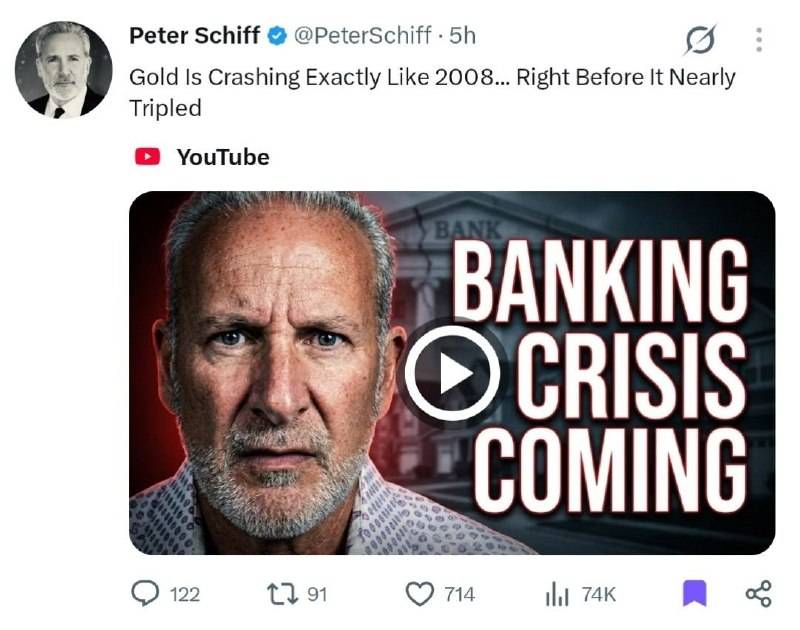 Peter Schiff @PeterSchiff · 5h
Gold Is Crashing Exactly Like 2008... Right Before It Nearly
Tripled
YouTube
BANK
BANKING
CRISIS
COMING
122 91 714 74K